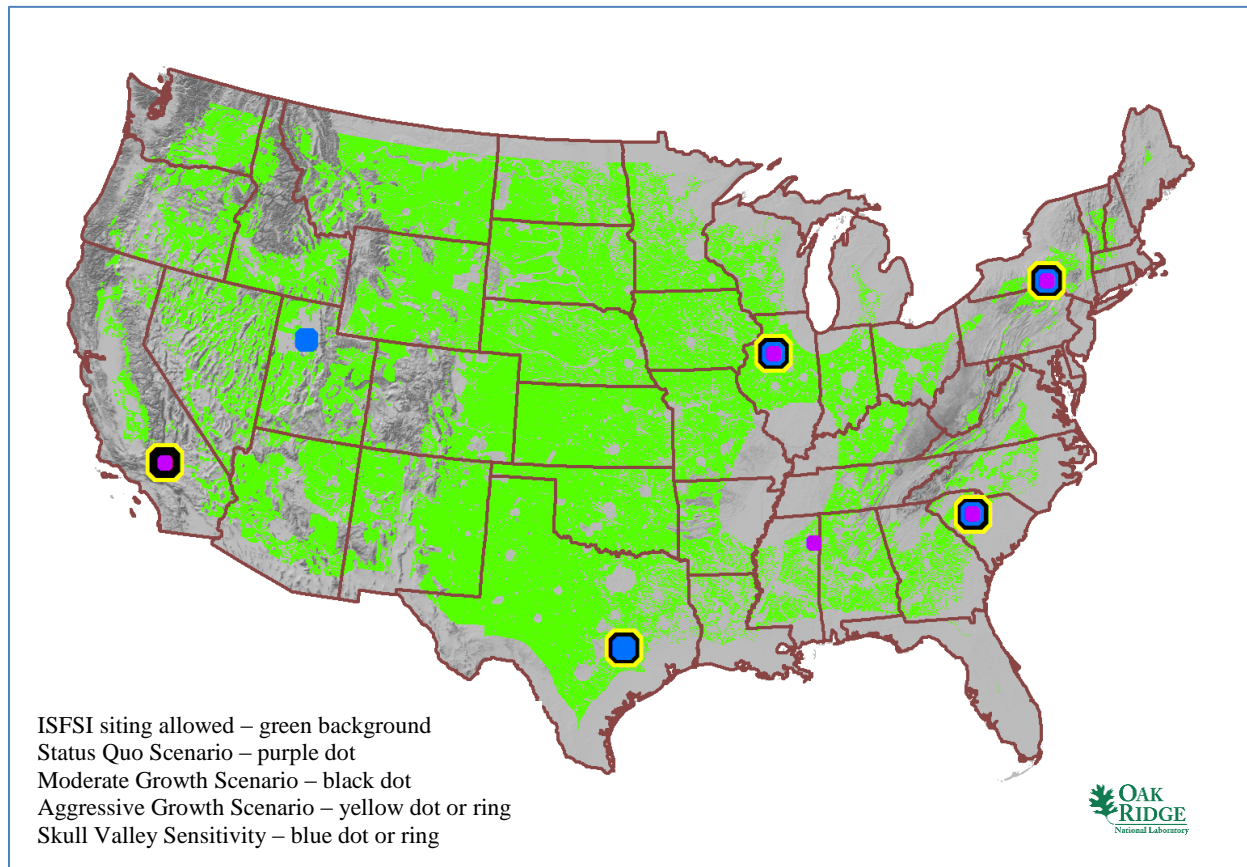 ISFSI siting allowed – green background
Status Quo Scenario – purple dot
Moderate Growth Scenario – black dot
Aggressive Growth Scenario – yellow dot or ring
Skull Valley Sensitivity – blue dot or ring
OAK
RIDGE
National Laboratory